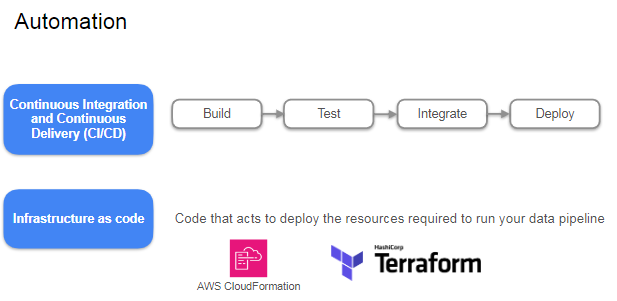 Automation
Continuous Integration
and Continuous
Delivery (CI/CD)
Build
Test
Integrate
Deploy
Infrastructure as code
Code that acts to deploy the resources required to run your data pipeline
AWS CloudFormation
HashiCorp
Terraform